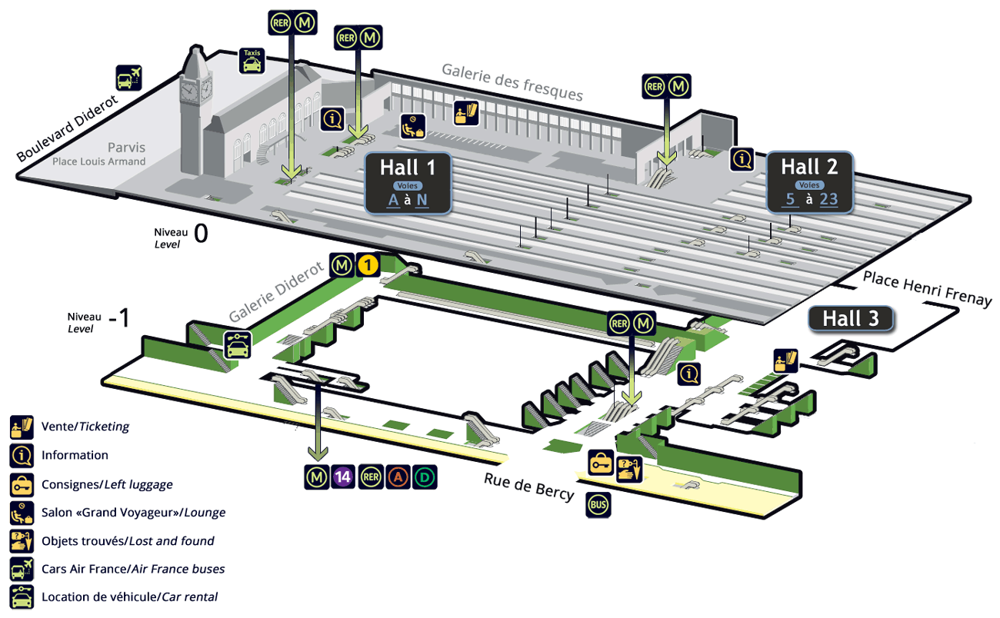 RER M
RER M
Taxis
Galerie des fresques
RER M
Boulevard Diderot
i
Parvis
Place Louis Armand
i
Hall 1
Voies
A à N
Hall 2
Voies
5 à 23
Niveau
Level
0
M 1
Galerie Diderot
Place Henri Frenay
Niveau
Level
-1
Hall 3
RER M
i
M 14 RER A D
?
Rue de Bercy
BUS
Vente/Ticketing
i Information
Consignes/Left luggage
Salon «Grand Voyageur»/Lounge
? Objets trouvés/Lost and found
Cars Air France/Air France buses
Location de véhicule/Car rental